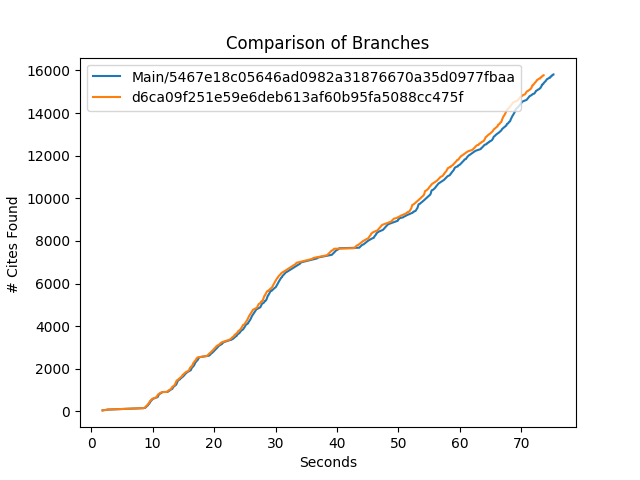 Comparison of Branches
Main/5467e18c05646ad0982a31876670a35d0977fbaa
d6ca09f251e59e6deb613af60b95fa5088cc475f
16000
14000
12000
10000
8000
6000
4000
2000
0
# Cites Found
0 10 20 30 40 50 60 70
Seconds